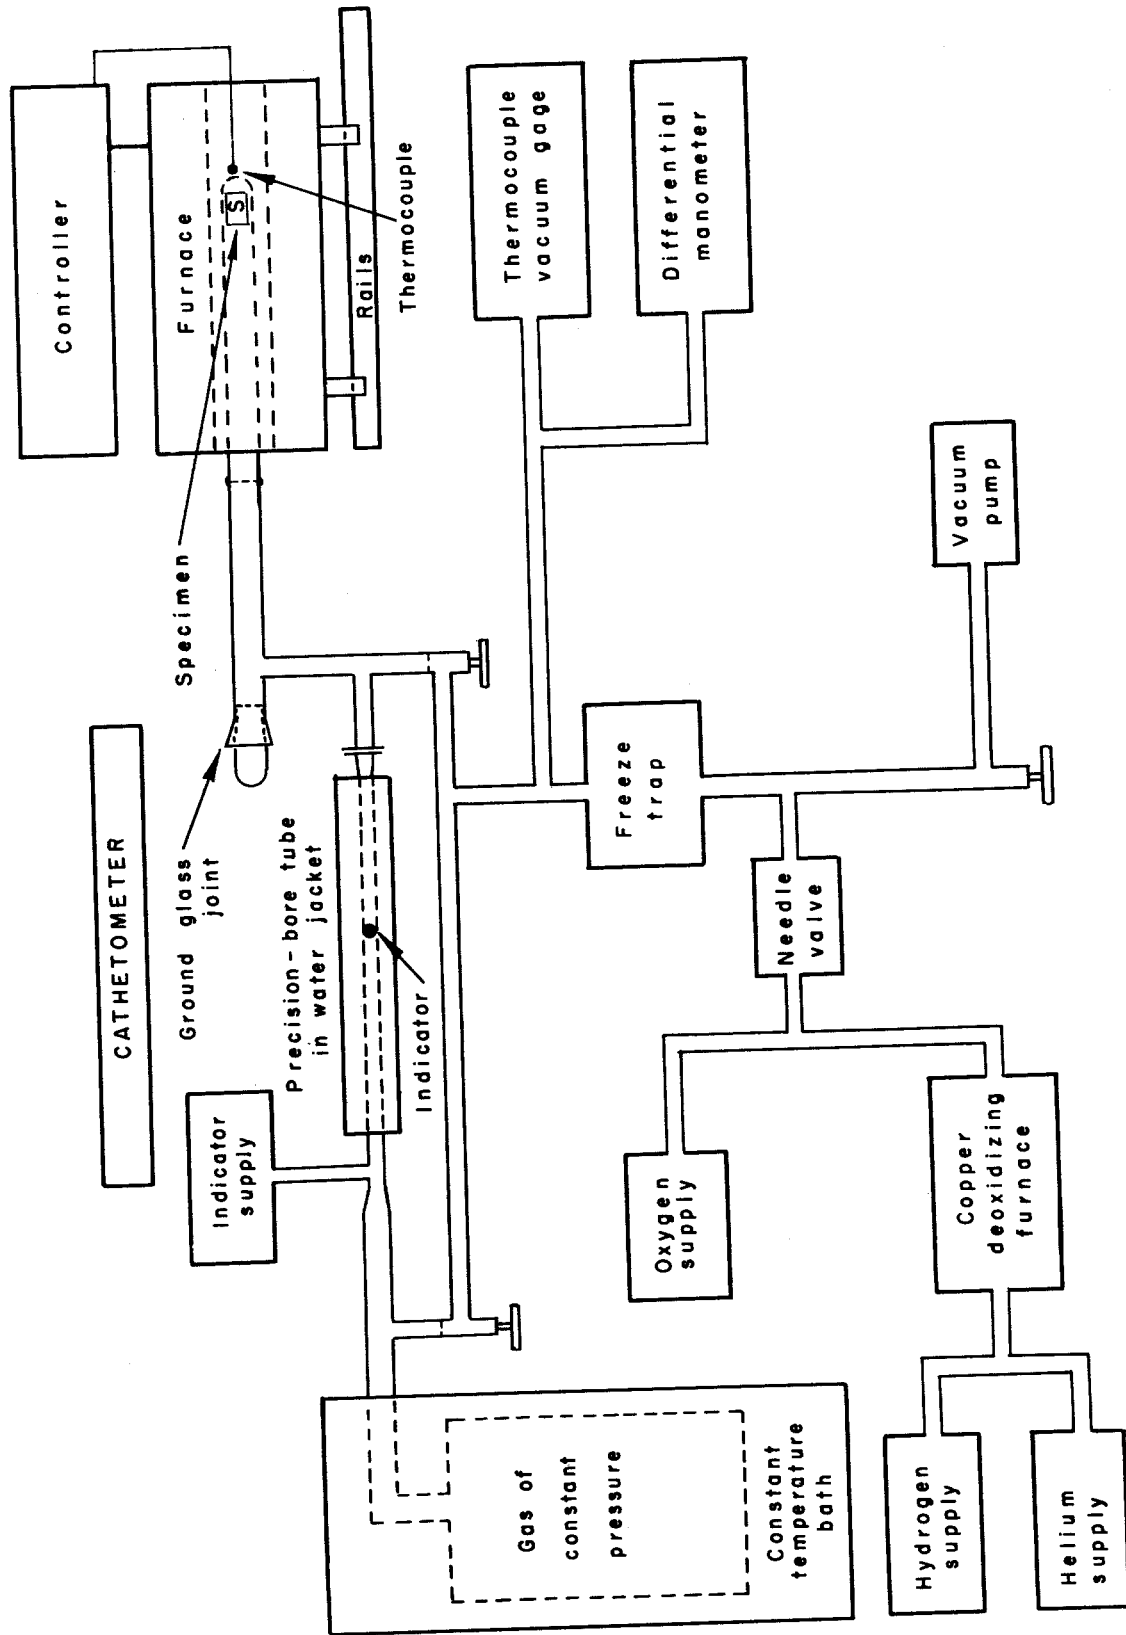 Controller
Furnace
S
Rails
Thermocouple
Specimen
CATHETOMETER
Ground glass
joint
Precision-bore tube
in water jacket
Indicator
Indicator
supply
Thermocouple
vacuum gage
Differential
manometer
Vacuum
pump
Freeze
trap
Needle
valve
Oxygen
supply
Copper
deoxidizing
furnace
Gas of
constant
pressure
Constant
temperature
bath
Hydrogen
supply
Helium
supply